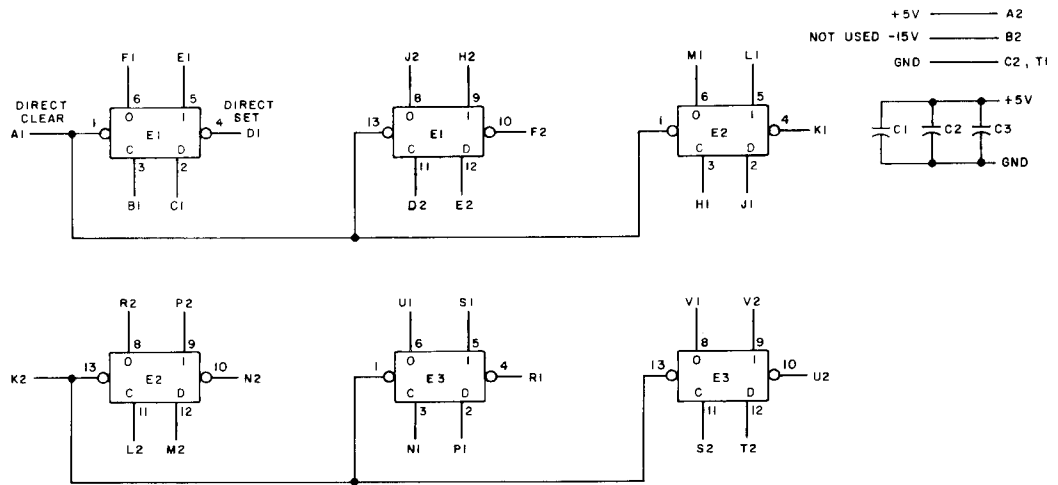 +5V A2
NOT USED -15V B2
GND C2, T1
F1 E1
J2 H2
M1 L1
DIRECT CLEAR
A1
1
6 5
0 1
E1
C D
3 2
4
DIRECT SET
D1
B1 C1
13
8 9
0 1
E1
C D
11 12
10
F2
D2 E2
1
6 5
0 1
E2
C D
3 2
4
K1
H1 J1
+5V
C1 C2 C3
GND
R2 P2
U1 S1
V1 V2
K2
13
8 9
0 1
E2
C D
11 12
10
N2
L2 M2
1
6 5
0 1
E3
C D
3 2
4
R1
N1 P1
13
8 9
0 1
E3
C D
11 12
10
U2
S2 T2